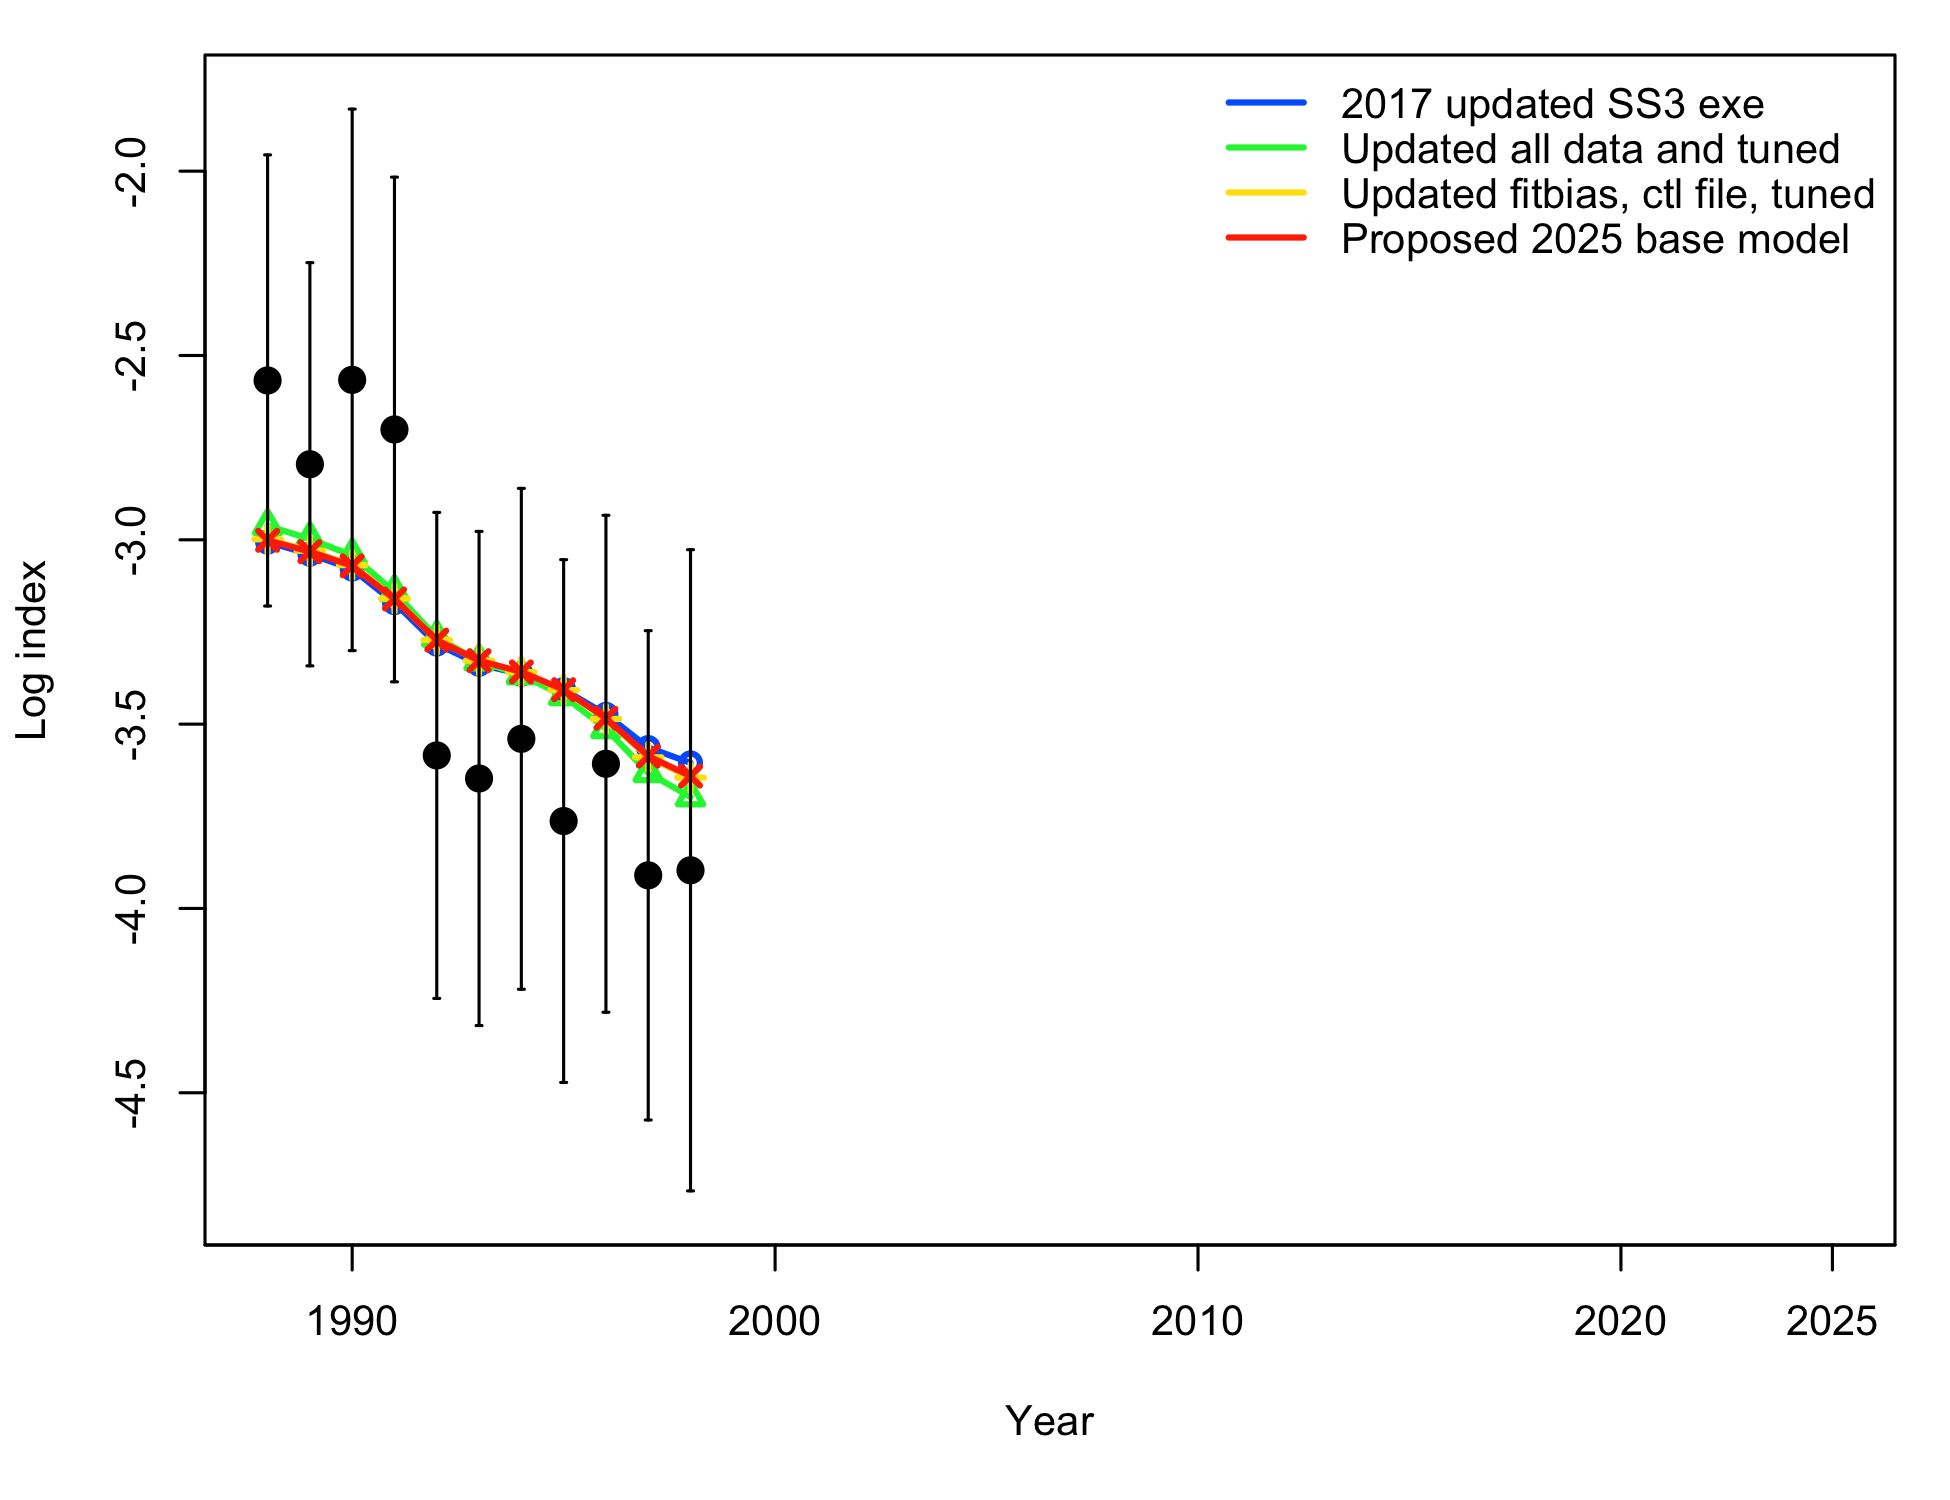 2017 updated SS3 exe
Updated all data and tuned
Updated fitbias, ctl file, tuned
Proposed 2025 base model
-2.0
-2.5
-3.0
-3.5
-4.0
-4.5
Log index
1990 2000 2010 2020 2025
Year